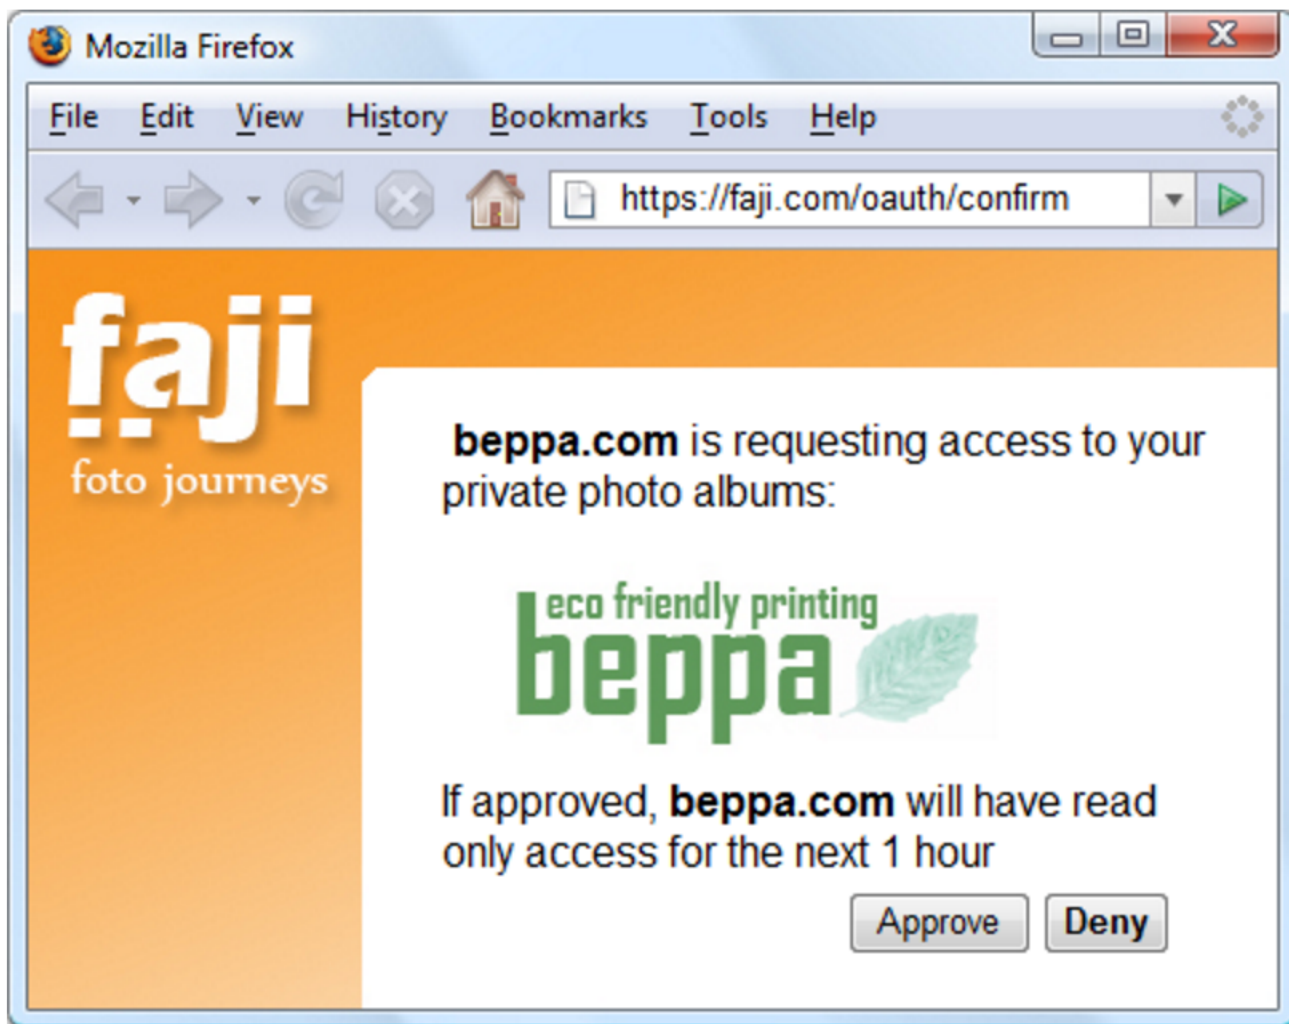 Mozilla Firefox
File Edit View History Bookmarks Tools Help
https://faji.com/oauth/confirm
faji
foto journeys
beppa.com is requesting access to your
private photo albums:
eco friendly printing
beppa
If approved, beppa.com will have read
only access for the next 1 hour
Approve Deny